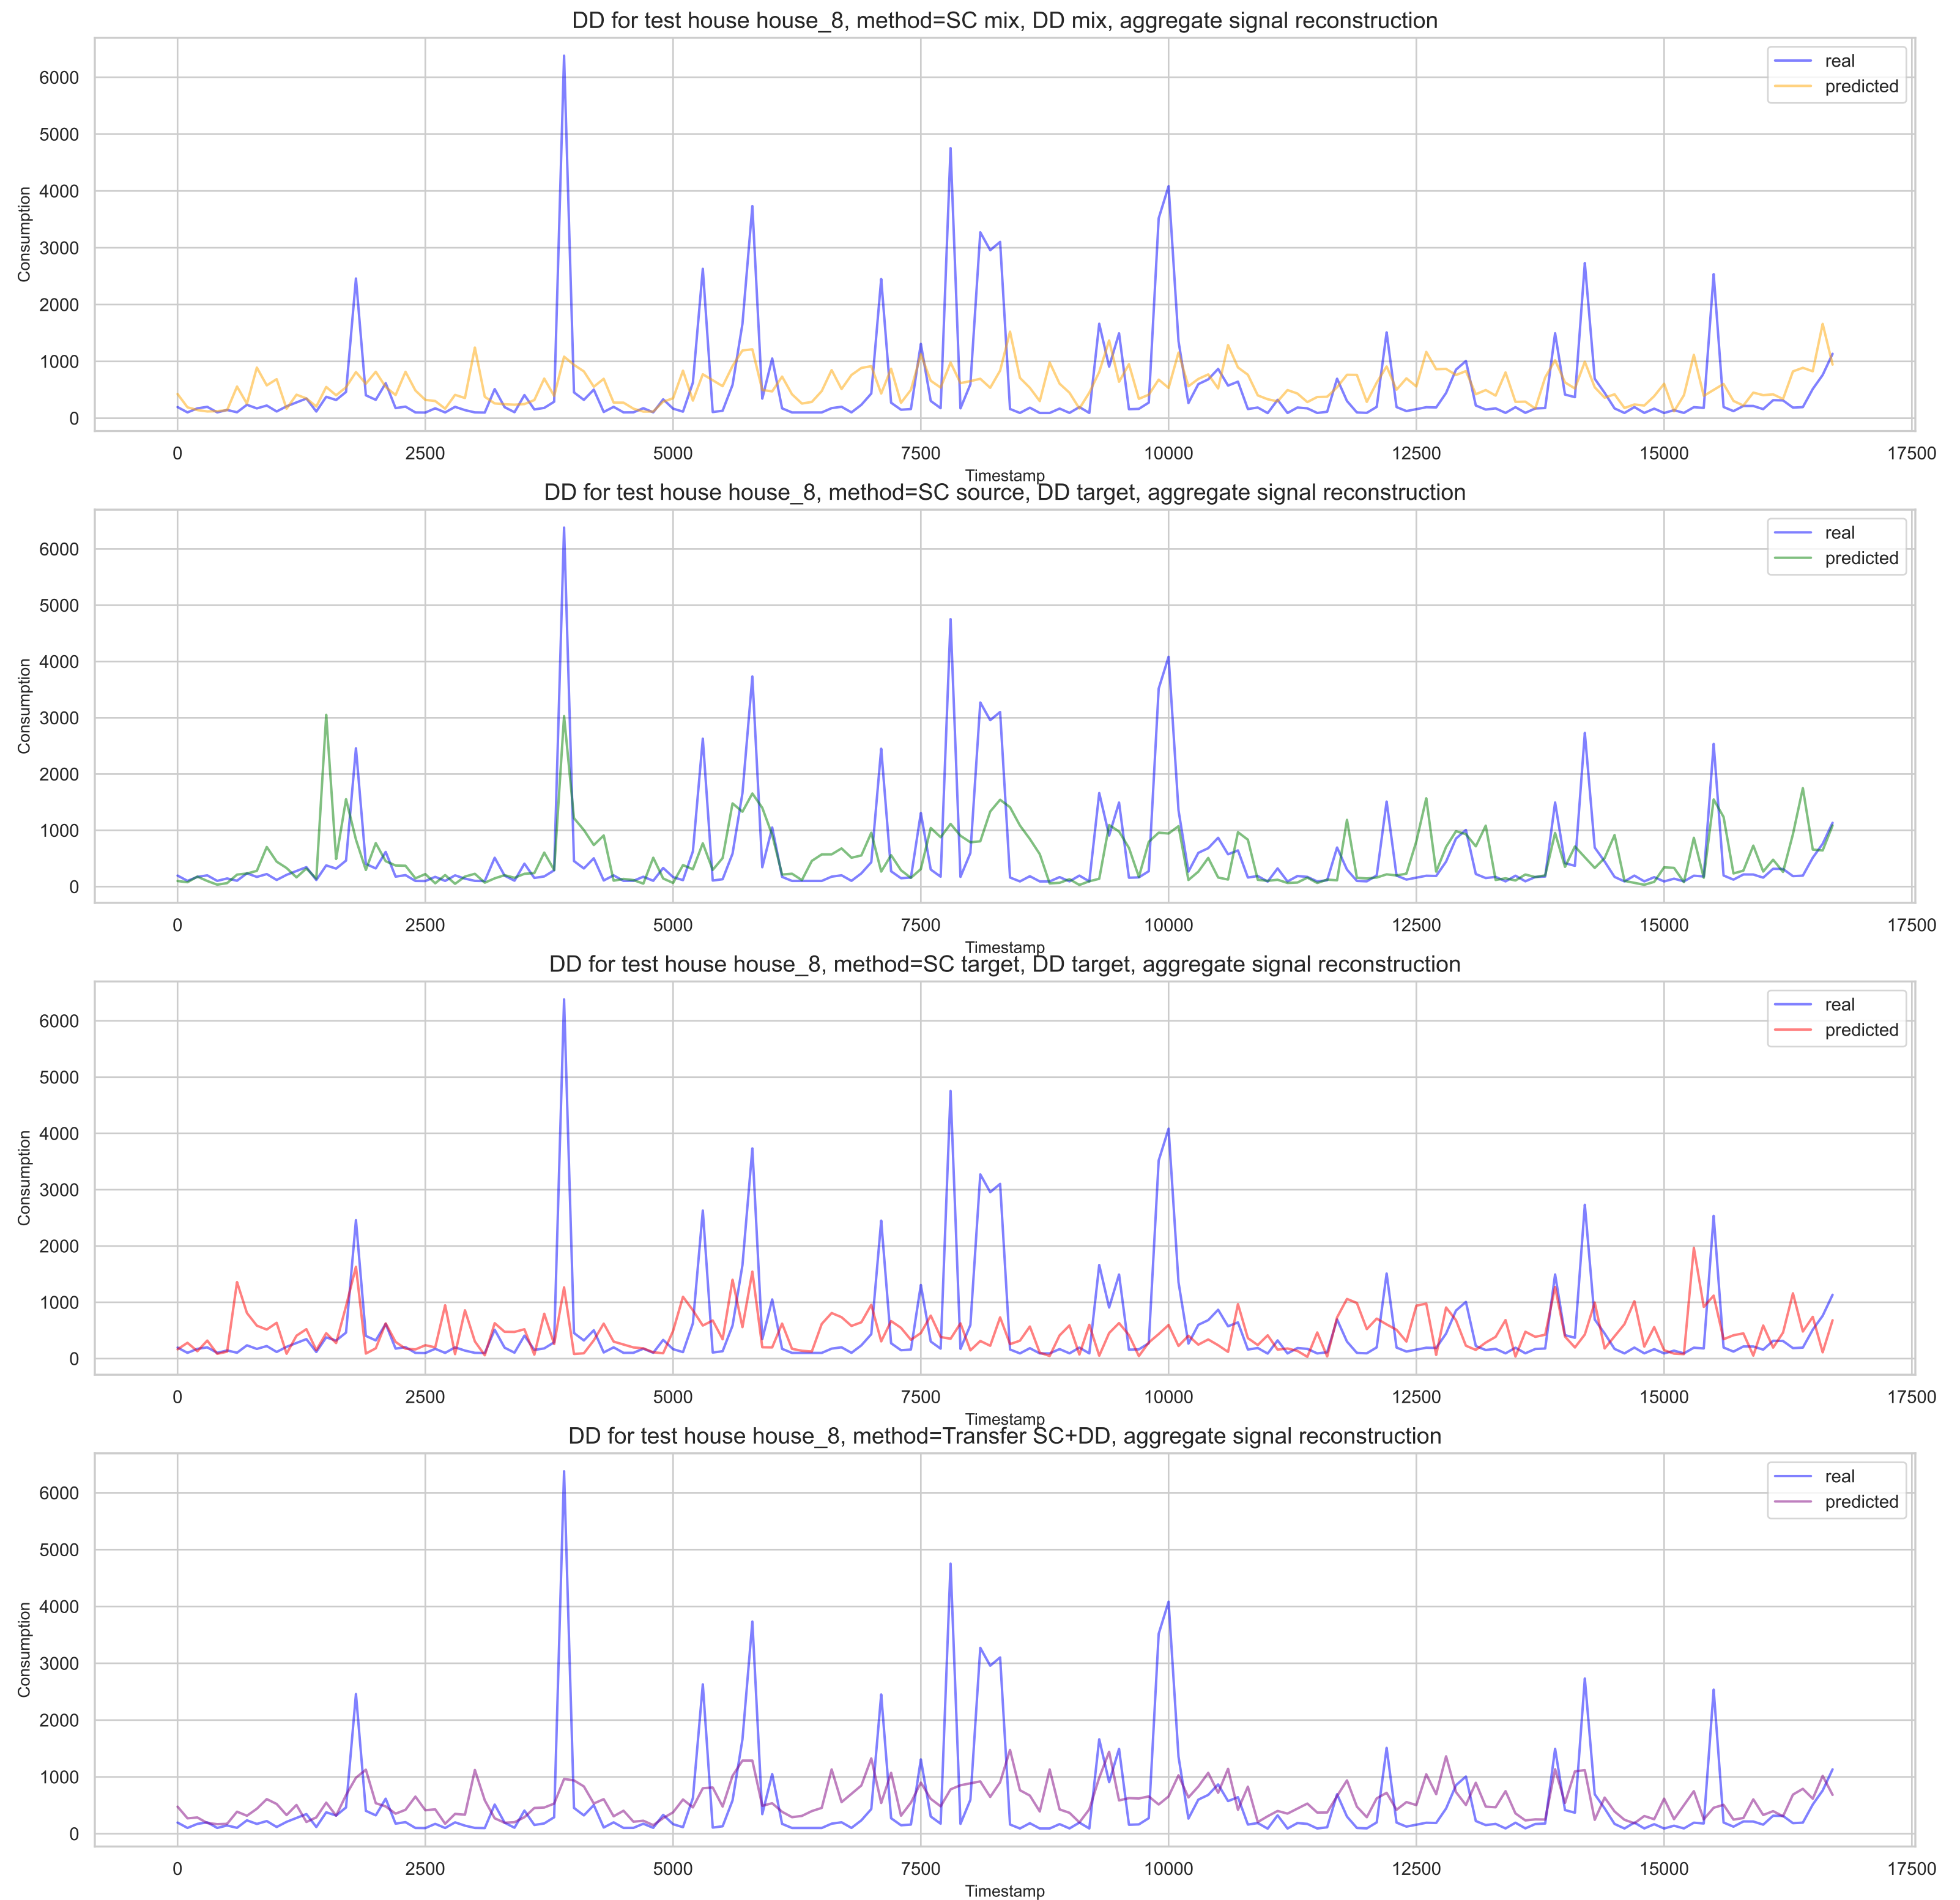 DD for test house house_8, method=SC mix, DD mix, aggregate signal reconstruction
real
predicted
6000
5000
4000
3000
2000
1000
0
Consumption
0 2500 5000 7500 10000 12500 15000 17500
Timestamp
DD for test house house_8, method=SC source, DD target, aggregate signal reconstruction
real
predicted
6000
5000
4000
3000
2000
1000
0
Consumption
0 2500 5000 7500 10000 12500 15000 17500
Timestamp
DD for test house house_8, method=SC target, DD target, aggregate signal reconstruction
real
predicted
6000
5000
4000
3000
2000
1000
0
Consumption
0 2500 5000 7500 10000 12500 15000 17500
Timestamp
DD for test house house_8, method=Transfer SC+DD, aggregate signal reconstruction
real
predicted
6000
5000
4000
3000
2000
1000
0
Consumption
0 2500 5000 7500 10000 12500 15000 17500
Timestamp